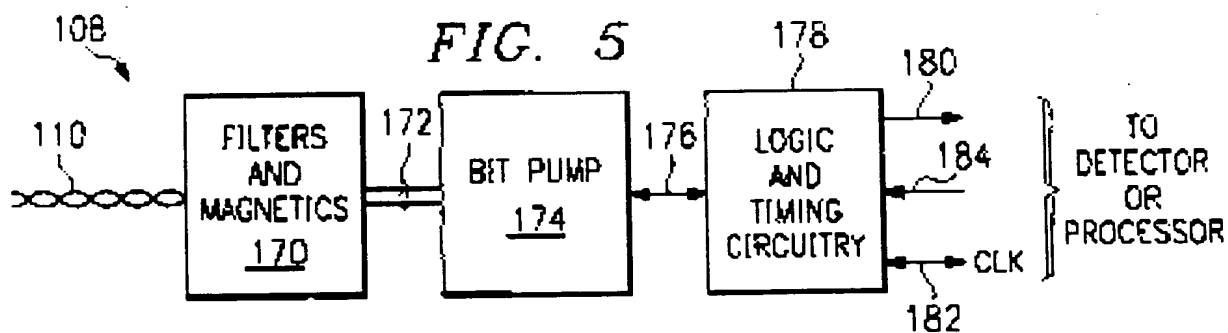 FIG. 5
108
110
FILTERS
AND
MAGNETICS
170
172
BIT PUMP
174
176
178
LOGIC
AND
TIMING
CIRCUITRY
180
184
CLK
182
TO
DETECTOR
OR
PROCESSOR